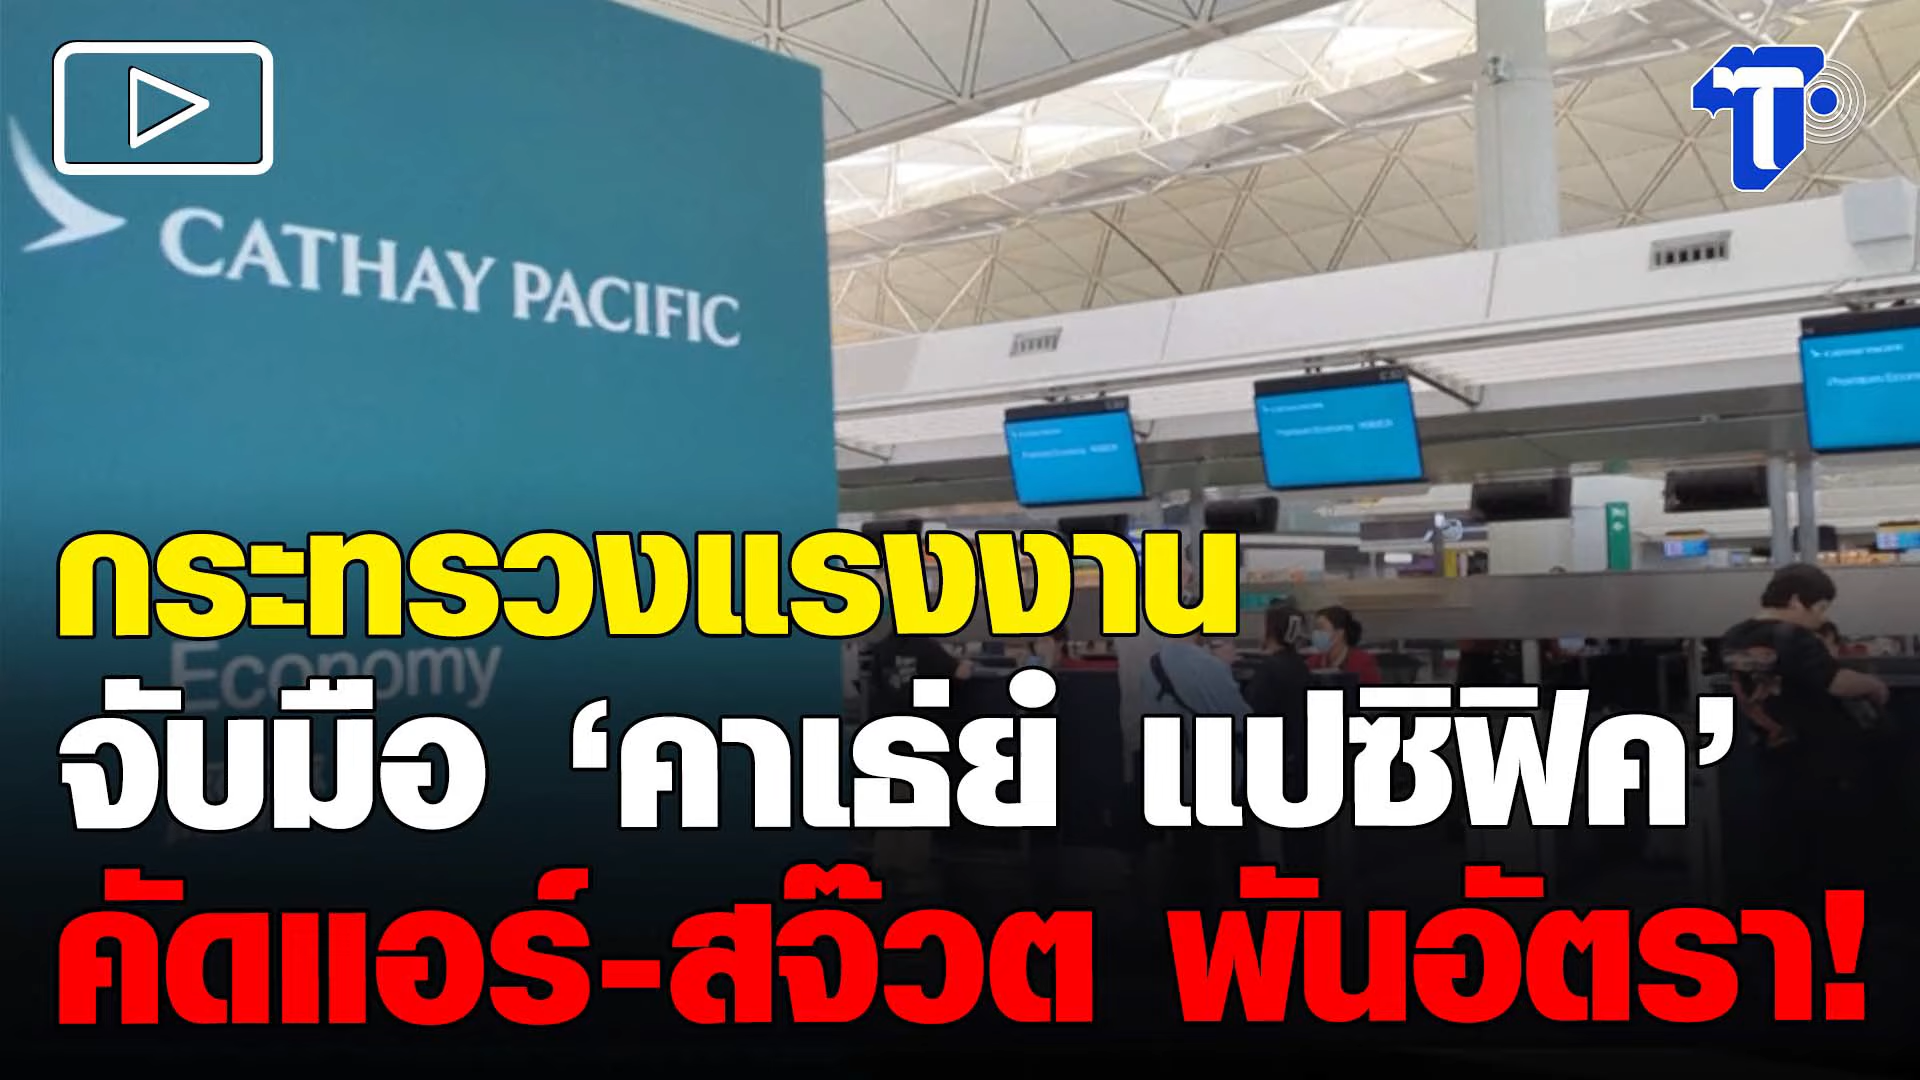 CATHAY PACIFIC
Economy
กระทรวงแรงงาน
จับมือ ‘คาเธ่ย์ แปซิฟิค’
คัดแอร์-สจ๊วต พันอัตรา!